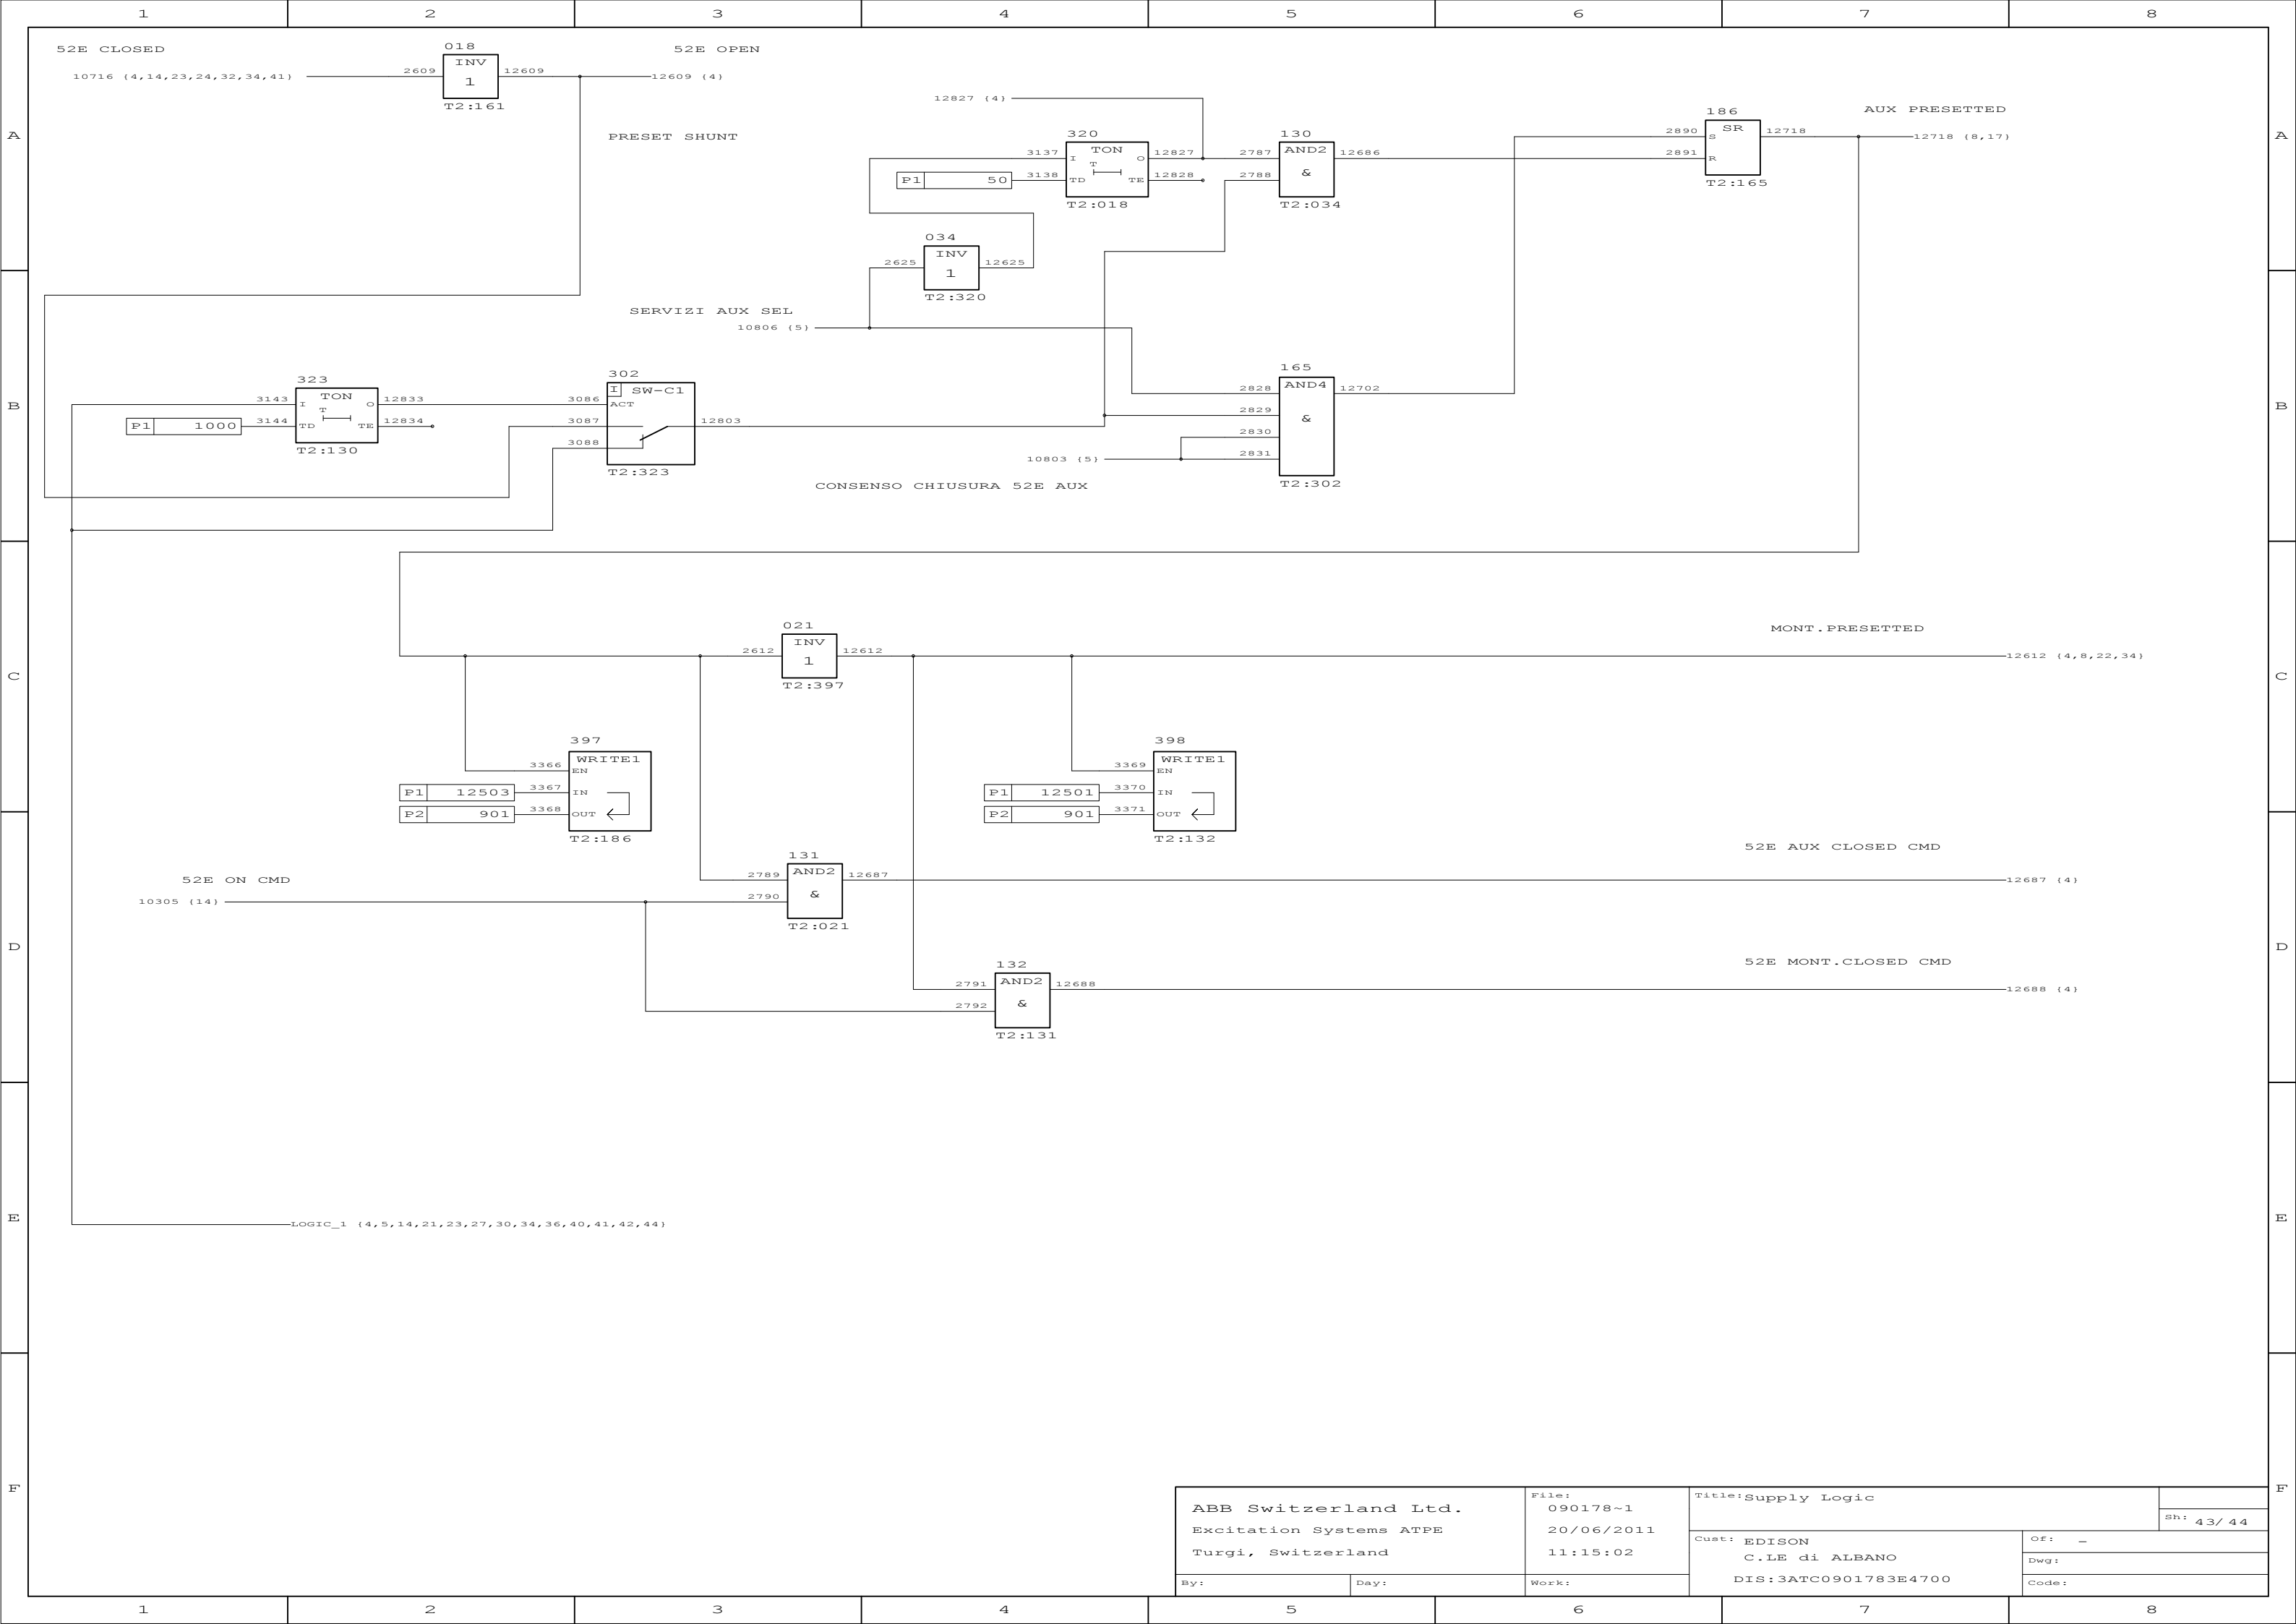 1 2 3 4 5 6 7 8
52E CLOSED
018
52E OPEN
10716 (4,14,23,24,32,34,41)
2609
INV
1
12609
12609 (4)
T2:161
12827 (4)
AUX PRESETTED
A
PRESET SHUNT
320
130
186
A
3137
I
TON
T
O
12827
2787
AND2
&
12686
2890
S
SR
12718
12718 (8,17)
2891
R
P1 50
3138
TD
TE
12828
2788
T2:018
T2:034
T2:165
034
2625
INV
1
12625
T2:320
SERVIZI AUX SEL
10806 (5)
323
302
165
B
3143
I
TON
T
O
12833
3086
I
SW-C1
ACT
2828
AND4
&
12702
B
P1 1000
3144
TD
TE
12834
3087
12803
2829
3088
2830
T2:130
T2:323
10803 (5)
2831
T2:302
CONSENSO CHIUSURA 52E AUX
021
MONT.PRESETTED
2612
INV
1
12612
12612 (4,8,22,34)
C
T2:397
C
397
398
WRITE1
WRITE1
3366
EN
3369
EN
P1 12503
3367
IN
P1 12501
3370
IN
P2 901
3368
OUT
P2 901
3371
OUT
T2:186
T2:132
52E AUX CLOSED CMD
131
52E ON CMD
2789
AND2
&
12687
12687 (4)
10305 (14)
2790
T2:021
D
D
132
52E MONT.CLOSED CMD
2791
AND2
&
12688
12688 (4)
2792
T2:131
E
LOGIC_1 (4,5,14,21,23,27,30,34,36,40,41,42,44)
E
F
F
ABB Switzerland Ltd.
Excitation Systems ATPE
Turgi, Switzerland
File:
090178~1
20/06/2011
11:15:02
Title:Supply Logic
Sh: 43/ 44
Cust: EDISON
C.LE di ALBANO
DIS:3ATC0901783E4700
Of: _
Dwg:
Code:
By:
Day:
Work:
1 2 3 4 5 6 7 8